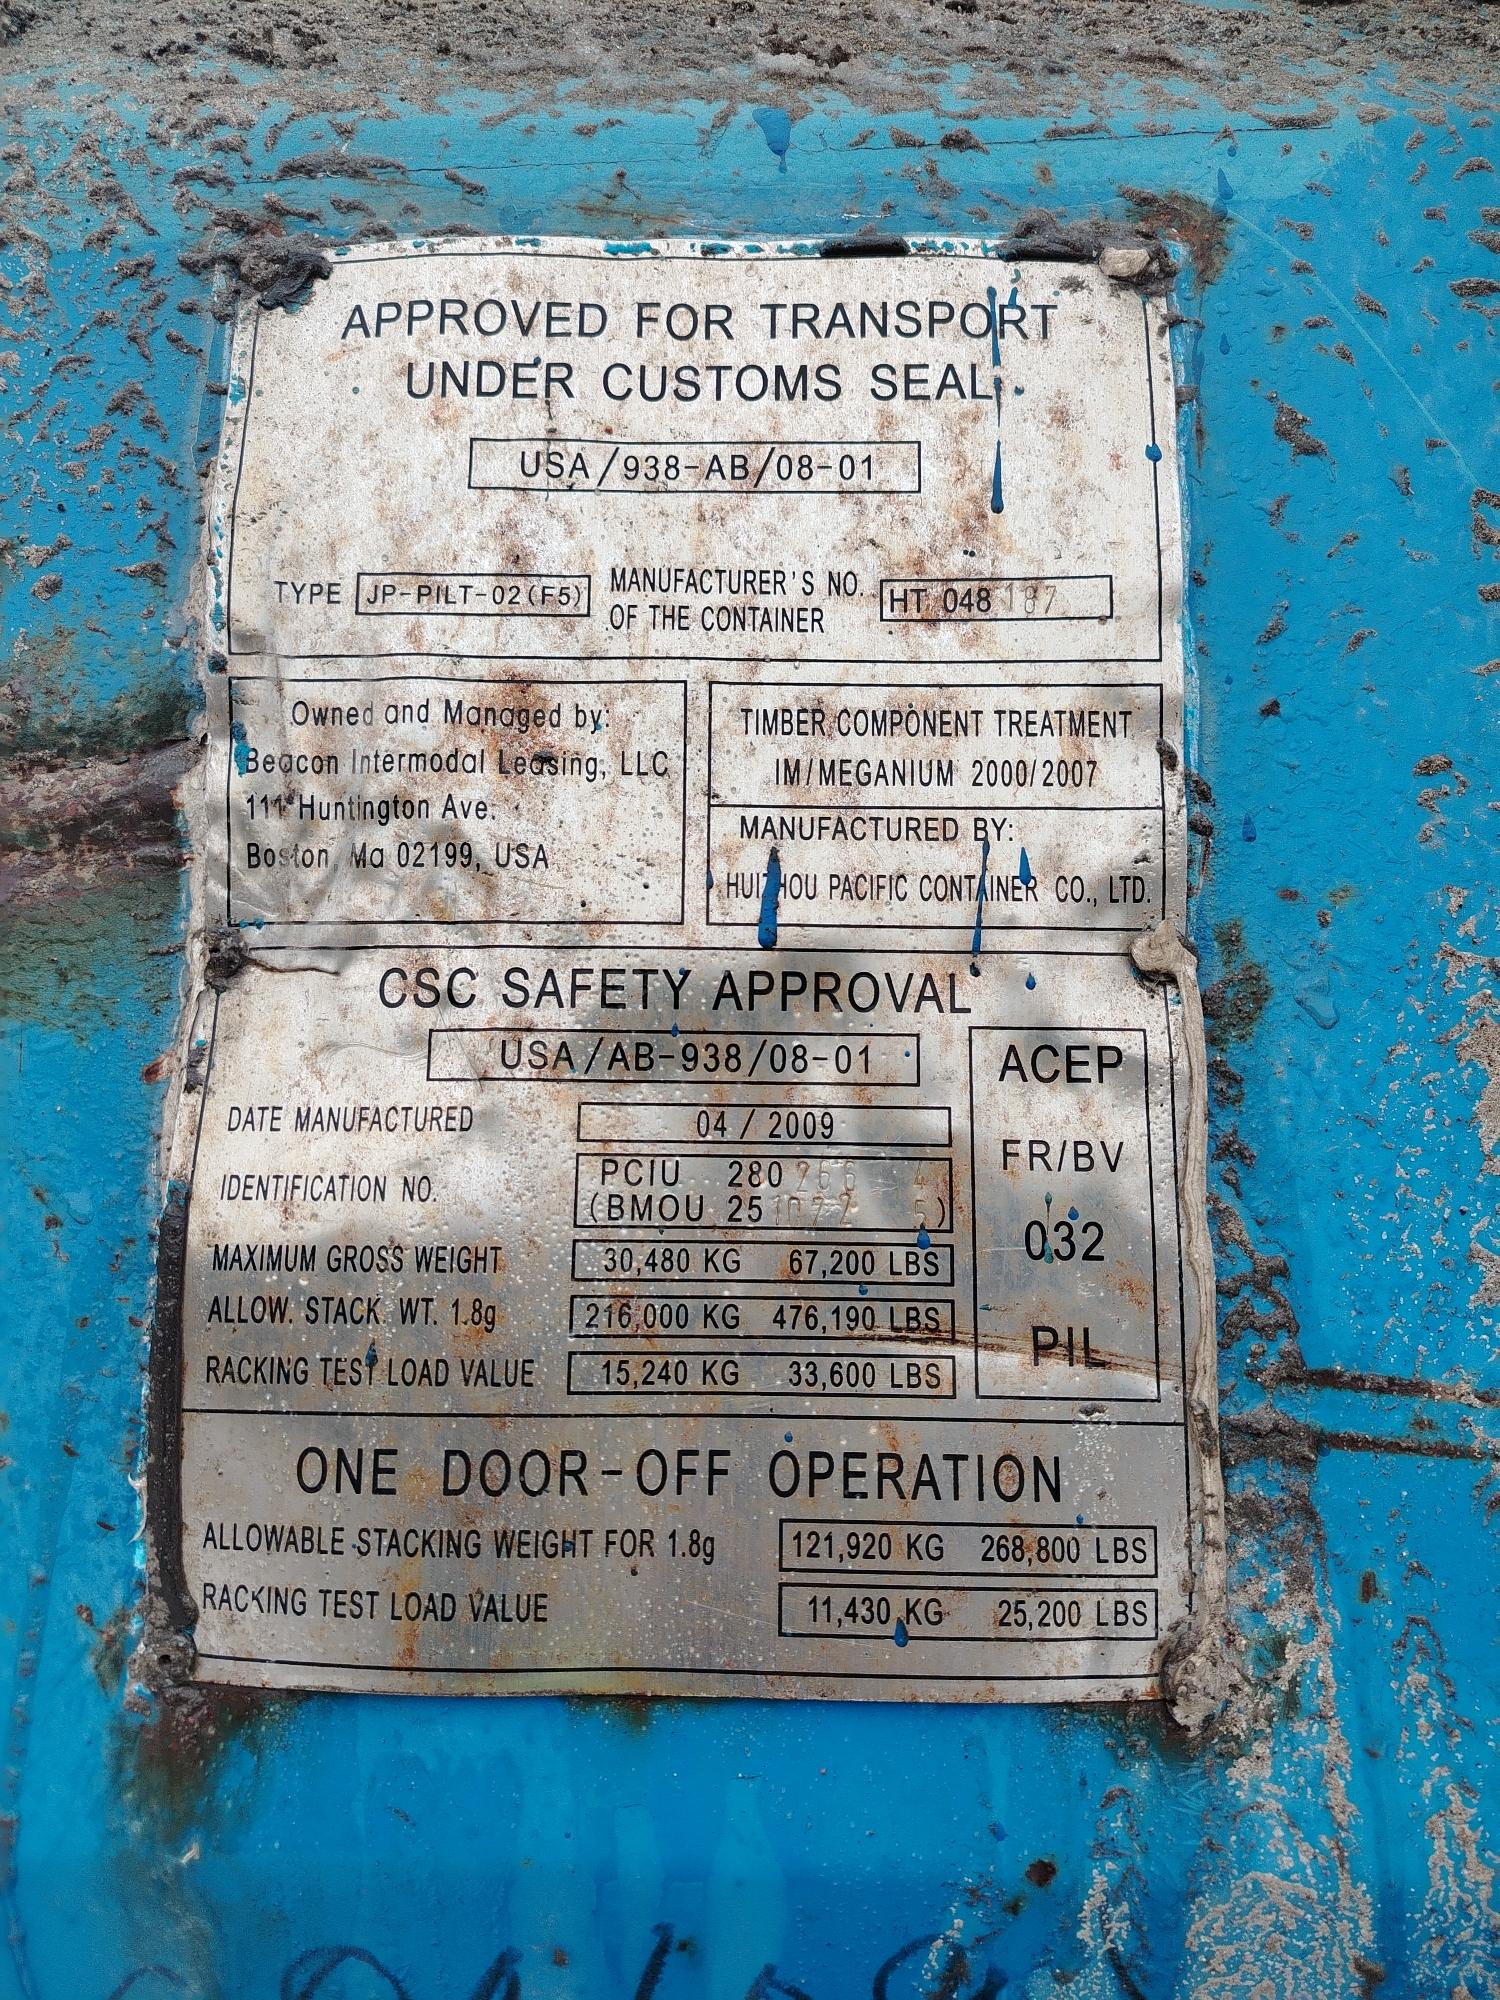 APPROVED FOR TRANSPORT
UNDER CUSTOMS SEAL
USA/938-AB/08-01
TYPE JP-PILT-02(F5) MANUFACTURER'S NO. OF THE CONTAINER HT 048187
Owned and Managed by:
Beacon Intermodal Leasing, LLC
111 Huntington Ave.
Boston, Ma 02199, USA
TIMBER COMPONENT TREATMENT
IM/MEGANIUM 2000/2007
MANUFACTURED BY:
HUIZHOU PACIFIC CONTAINER CO., LTD.
CSC SAFETY APPROVAL
USA/AB-938/08-01
DATE MANUFACTURED 04 / 2009
IDENTIFICATION NO. PCIU 280266 4
(BMOU 251022 5)
MAXIMUM GROSS WEIGHT 30,480 KG 67,200 LBS
ALLOW. STACK WT. 1.8g 216,000 KG 476,190 LBS
RACKING TEST LOAD VALUE 15,240 KG 33,600 LBS
ACEP
FR/BV
032
PIL
ONE DOOR-OFF OPERATION
ALLOWABLE STACKING WEIGHT FOR 1.8g 121,920 KG 268,800 LBS
RACKING TEST LOAD VALUE 11,430 KG 25,200 LBS